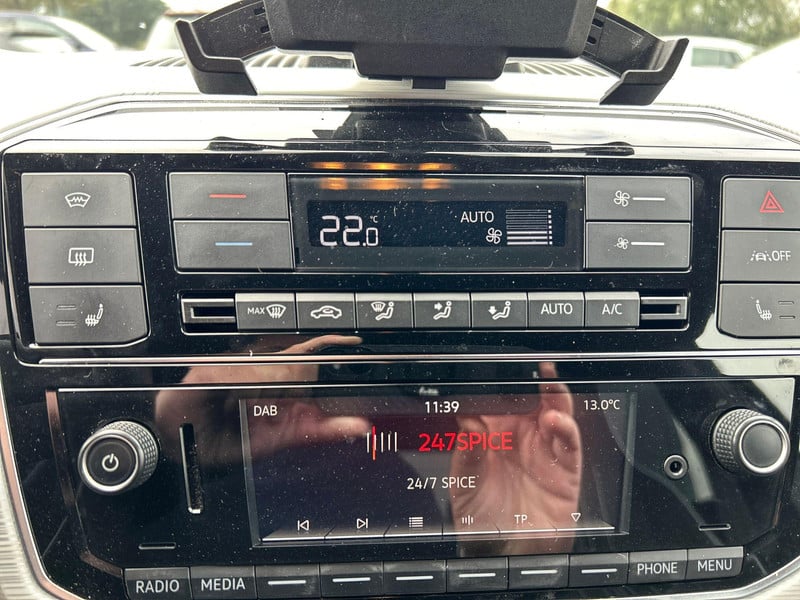 22.0 °C AUTO
OFF
MAX AUTO A/C
DAB 11:39 13.0°C
247SPICE
24/7 SPICE
TP
RADIO MEDIA PHONE MENU